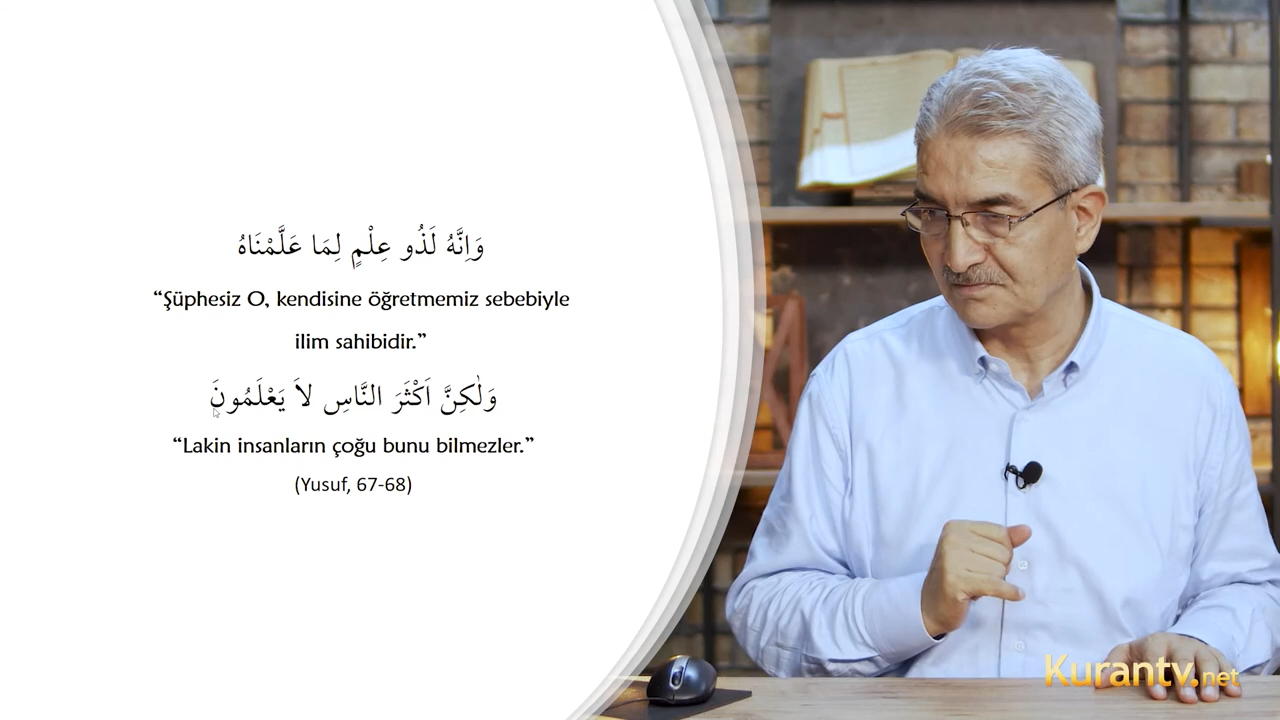 وَاِنَّهُ لَذُو عِلْمٍ لِمَا عَلَّمْنَاهُ
“Şüphesiz O, kendisine öğretmemiz sebebiyle
ilim sahibidir.”
وَلٰكِنَّ اَكْثَرَ النَّاسِ لاَ يَعْلَمُونَ
“Lakin insanların çoğu bunu bilmezler.”
(Yusuf, 67-68)
Kurantv.net